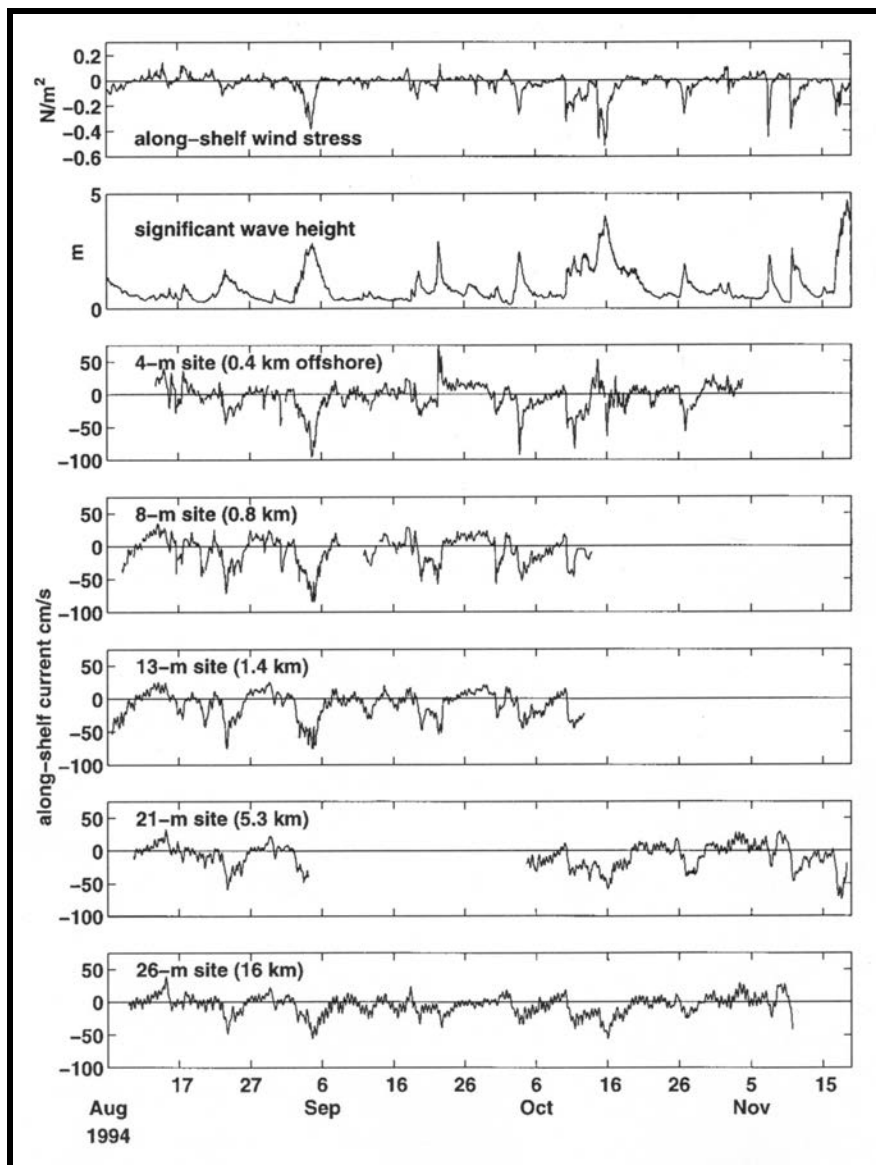 0.2
0
−0.2
−0.4
−0.6
N/m²
along−shelf wind stress
5
0
m
significant wave height
50
0
−50
−100
4−m site (0.4 km offshore)
50
0
−50
−100
8−m site (0.8 km)
50
0
−50
−100
13−m site (1.4 km)
along−shelf current cm/s
50
0
−50
−100
21−m site (5.3 km)
50
0
−50
−100
26−m site (16 km)
17 27 6 16 26 6 16 26 5 15
Aug Sep Oct Nov
1994